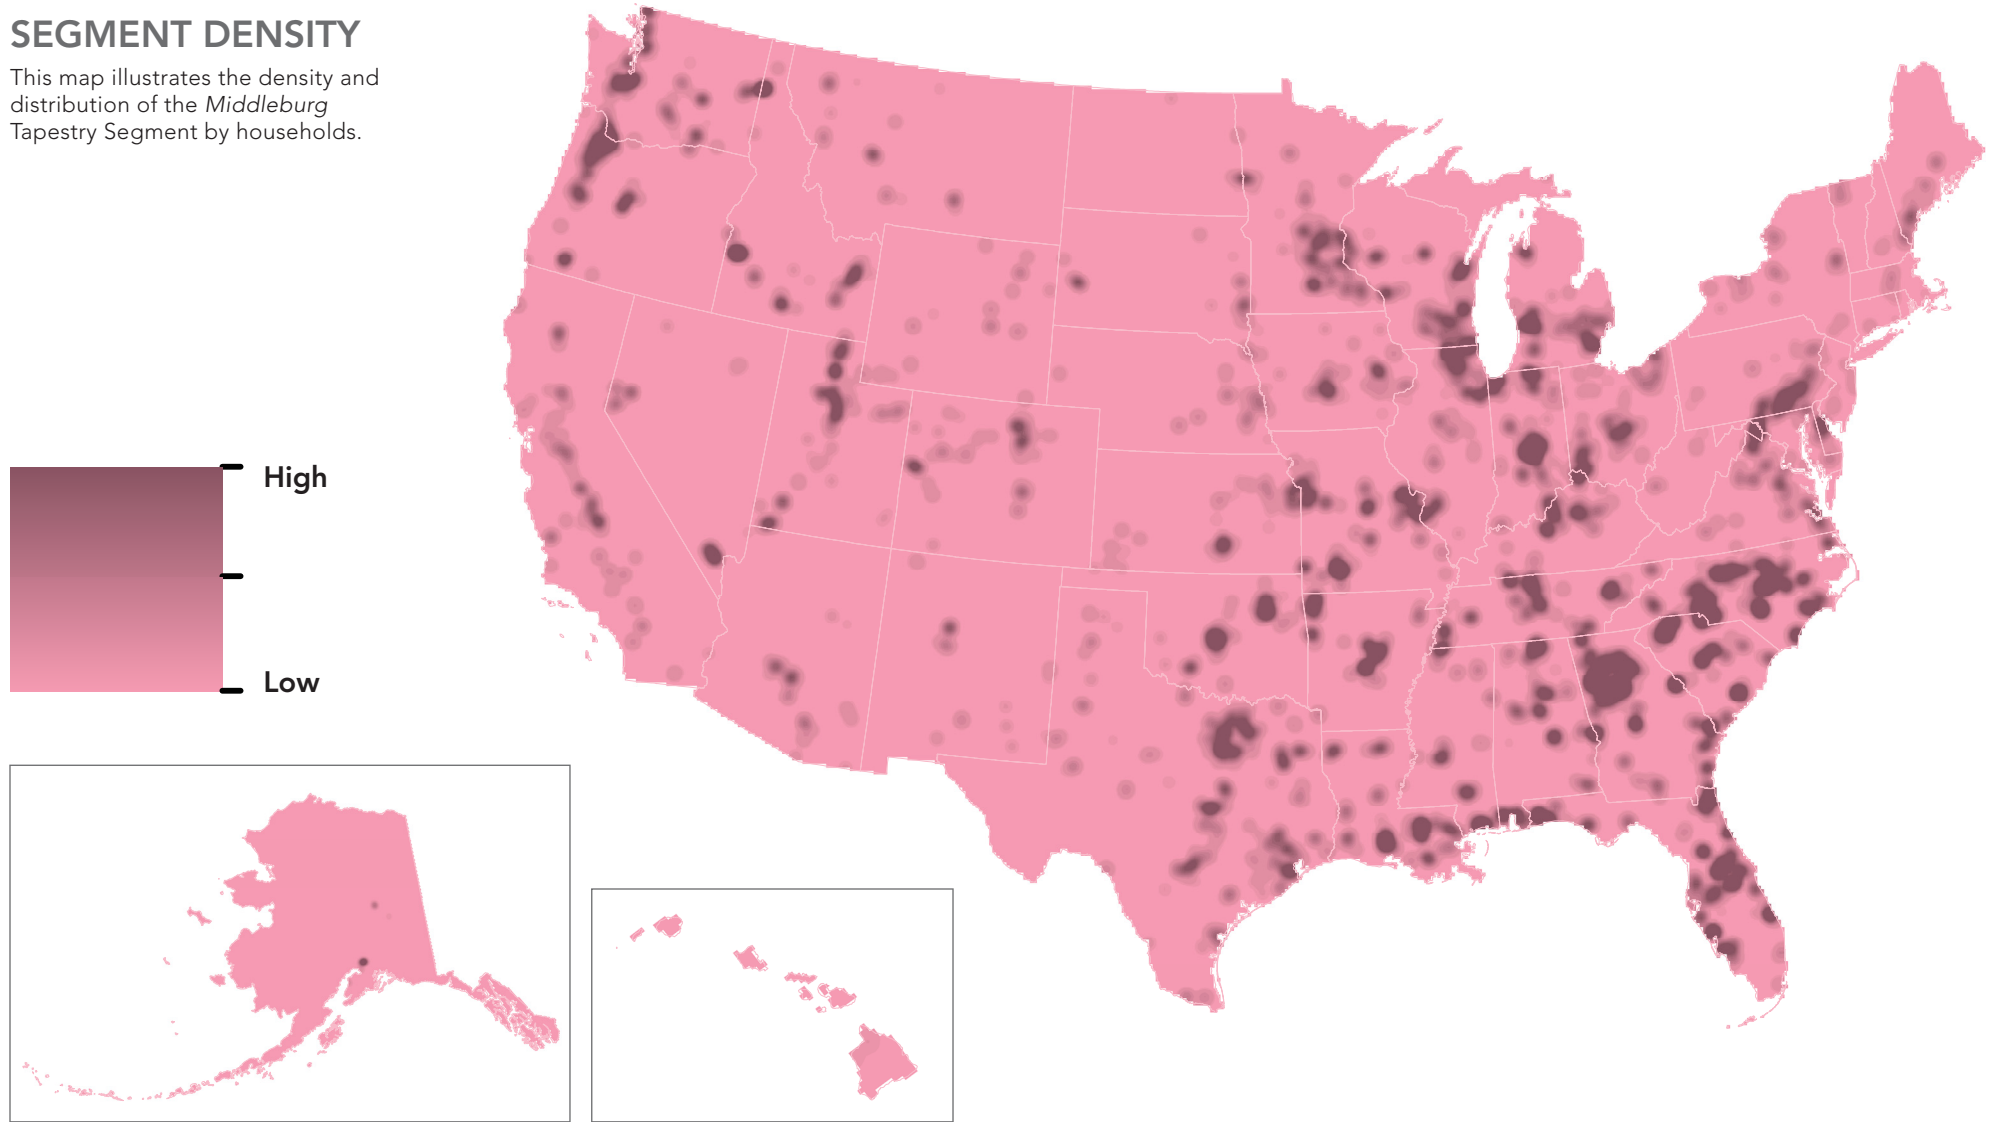 SEGMENT DENSITY
This map illustrates the density and
distribution of the Middleburg
Tapestry Segment by households.
High
Low